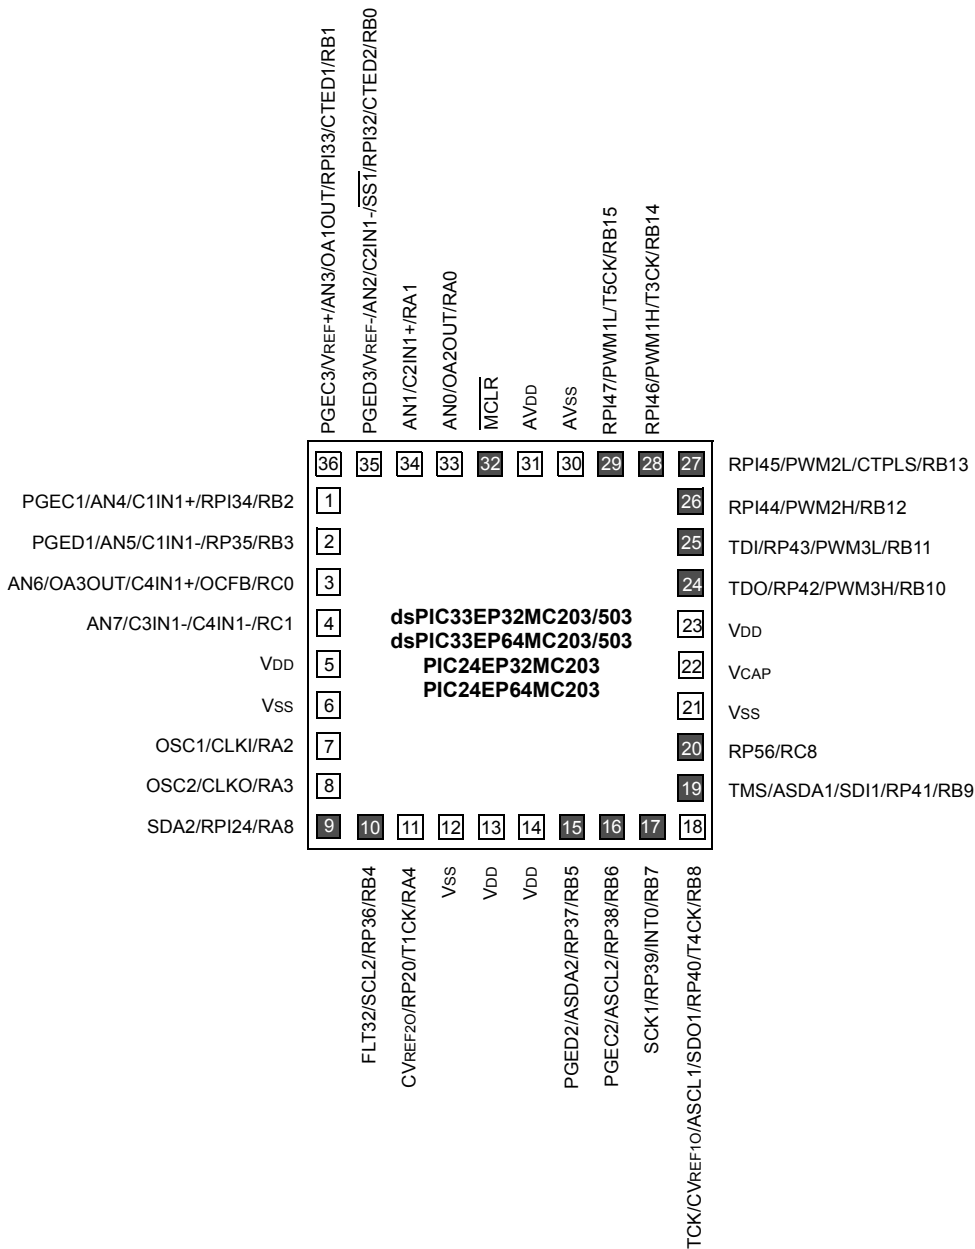 PGEC3/VREF+/AN3/OA1OUT/RPI33/CTED1/RB1
PGED3/VREF-/AN2/C2IN1-/SS1/RPI32/CTED2/RB0
AN1/C2IN1+/RA1
AN0/OA2OUT/RA0
MCLR
AVDD
AVSS
RPI47/PWM1L/T5CK/RB15
RPI46/PWM1H/T3CK/RB14
36 35 34 33 32 31 30 29 28 27 RPI45/PWM2L/CTPLS/RB13
PGEC1/AN4/C1IN1+/RPI34/RB2 1 26 RPI44/PWM2H/RB12
PGED1/AN5/C1IN1-/RP35/RB3 2 25 TDI/RP43/PWM3L/RB11
AN6/OA3OUT/C4IN1+/OCFB/RC0 3 24 TDO/RP42/PWM3H/RB10
AN7/C3IN1-/C4IN1-/RC1 4 23 VDD
dsPIC33EP32MC203/503
dsPIC33EP64MC203/503
PIC24EP32MC203
PIC24EP64MC203
VDD 5 22 VCAP
VSS 6 21 VSS
OSC1/CLKI/RA2 7 20 RP56/RC8
OSC2/CLKO/RA3 8 19 TMS/ASDA1/SDI1/RP41/RB9
SDA2/RPI24/RA8 9 10 11 12 13 14 15 16 17 18
FLT32/SCL2/RP36/RB4
CVREF2O/RP20/T1CK/RA4
VSS
VDD
VDD
PGED2/ASDA2/RP37/RB5
PGEC2/ASCL2/RP38/RB6
SCK1/RP39/INT0/RB7
TCK/CVREF1O/ASCL1/SDO1/RP40/T4CK/RB8